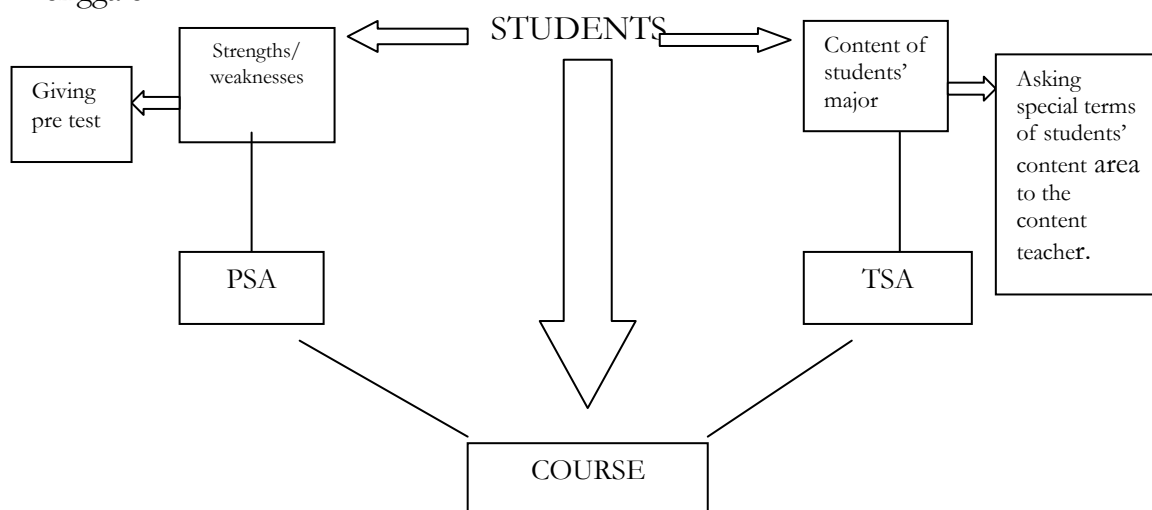 STUDENTS
Strengths/
weaknesses
Giving
pre test
Content of
students'
major
Asking
special terms
of students'
content area
to the
content
teacher.
PSA
TSA
COURSE